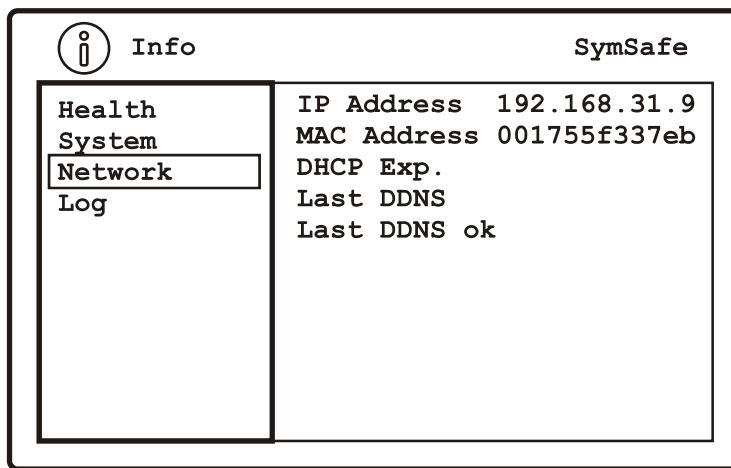 Info SymSafe
Health
System
Network
Log
IP Address 192.168.31.9
MAC Address 001755f337eb
DHCP Exp.
Last DDNS
Last DDNS ok